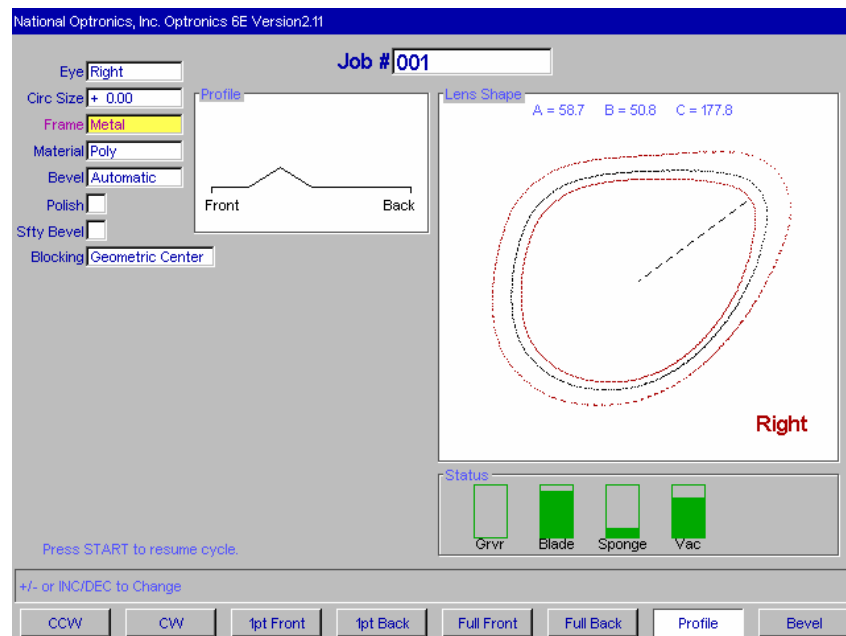 National Optronics, Inc. Optronics 6E Version2.11
Job # 001
Eye Right
Circ Size + 0.00
Frame Metal
Material Poly
Bevel Automatic
Polish
Sfty Bevel
Blocking Geometric Center
Profile
Front Back
Lens Shape
A = 58.7 B = 50.8 C = 177.8
Right
Status
Grvr Blade Sponge Vac
Press START to resume cycle.
+/- or INC/DEC to Change
CCW CW 1pt Front 1pt Back Full Front Full Back Profile Bevel